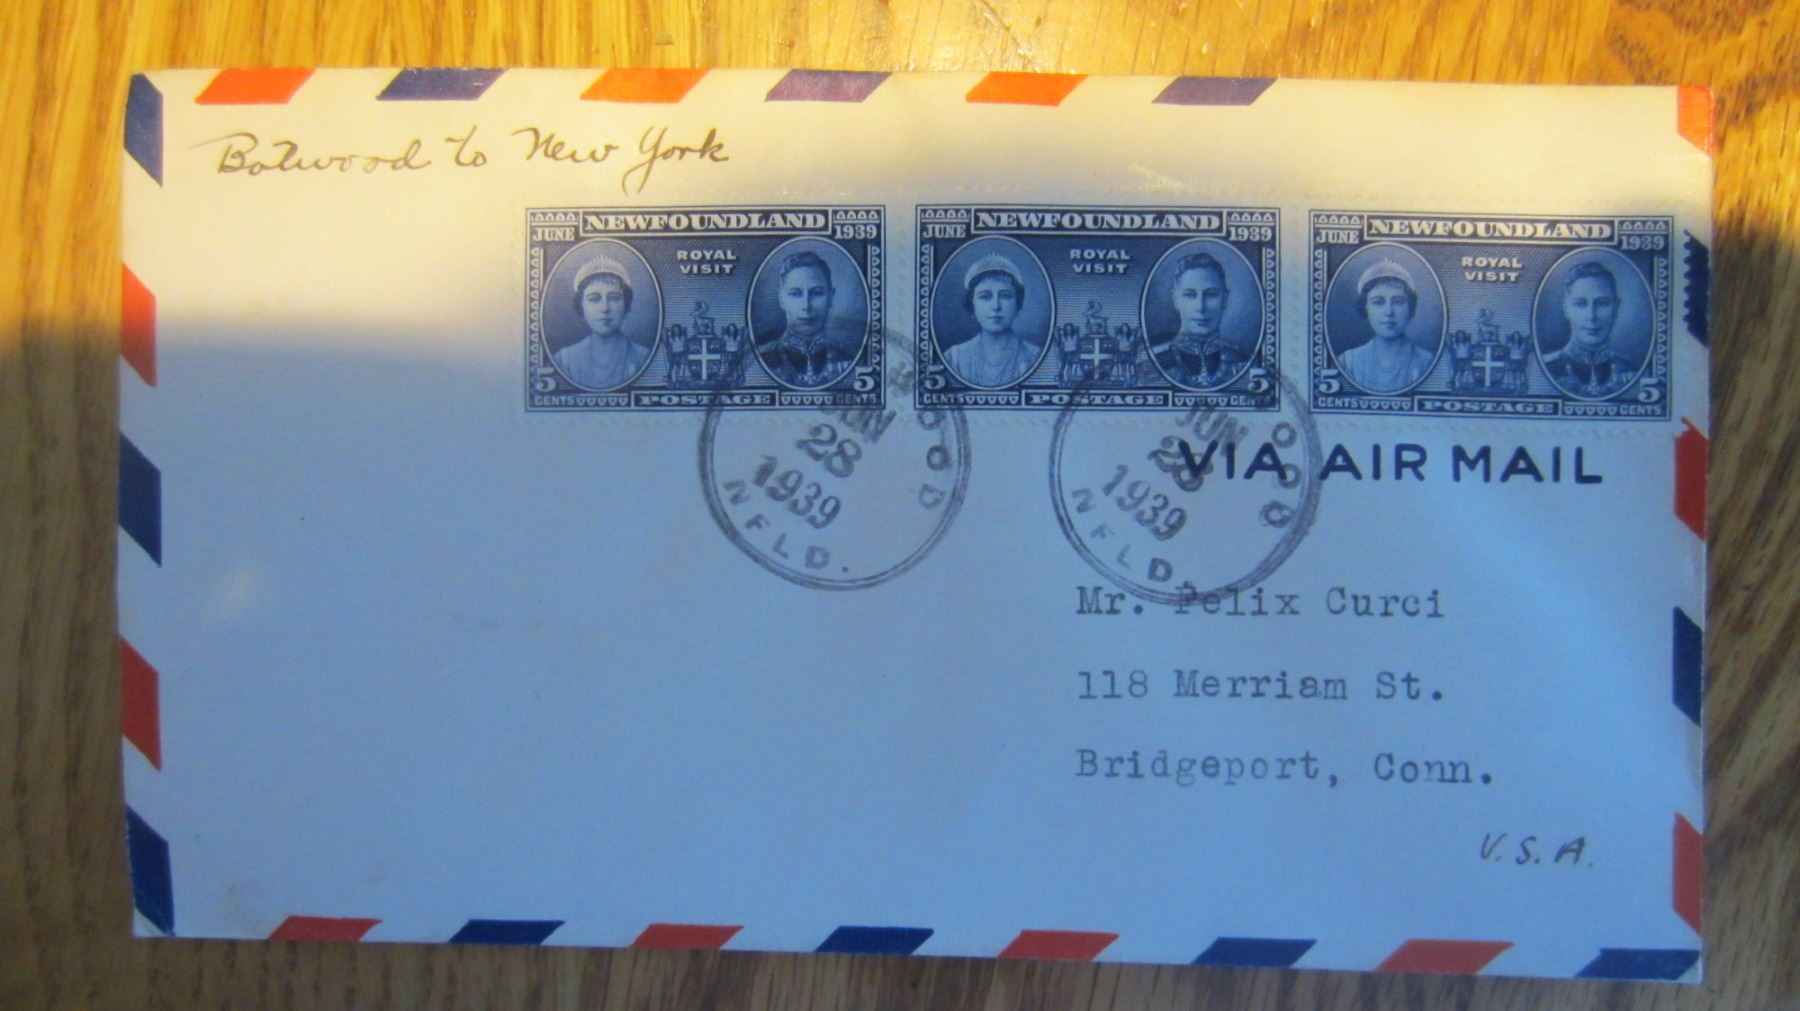 Botwood to New York
JUNE NEWFOUNDLAND 1939
ROYAL
VISIT
5 5
CENTS POSTAGE CENTS
JUNE NEWFOUNDLAND 1939
ROYAL
VISIT
5 5
CENTS POSTAGE CENTS
JUNE NEWFOUNDLAND 1939
ROYAL
VISIT
5 5
CENTS POSTAGE CENTS
JUN
28
1939
NFLD.
JUN
28
1939
NFLD.
VIA AIR MAIL
Mr. Felix Curci
118 Merriam St.
Bridgeport, Conn.
U.S.A.